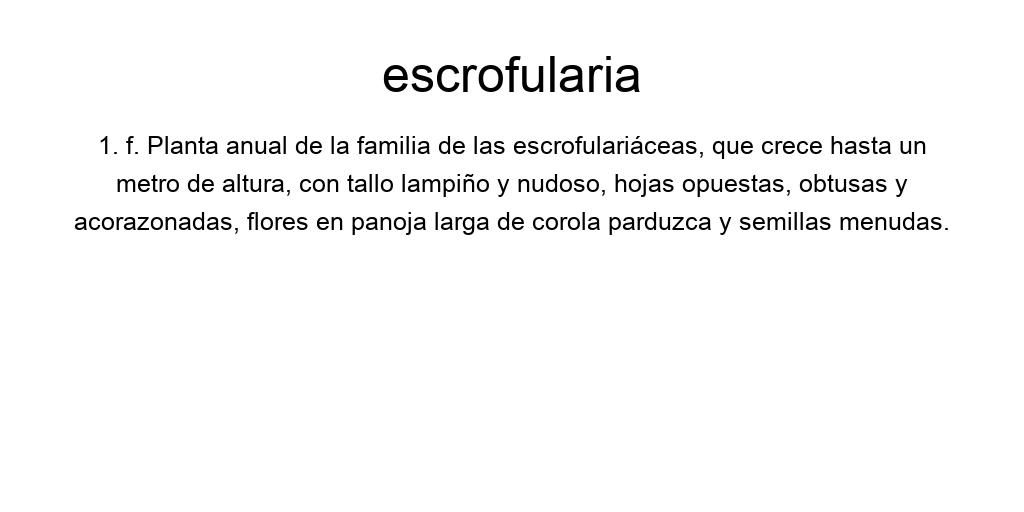 escrofularia
1. f. Planta anual de la familia de las escrofulariáceas, que crece hasta un
metro de altura, con tallo lampiño y nudoso, hojas opuestas, obtusas y
acorazonadas, flores en panoja larga de corola parduzca y semillas menudas.